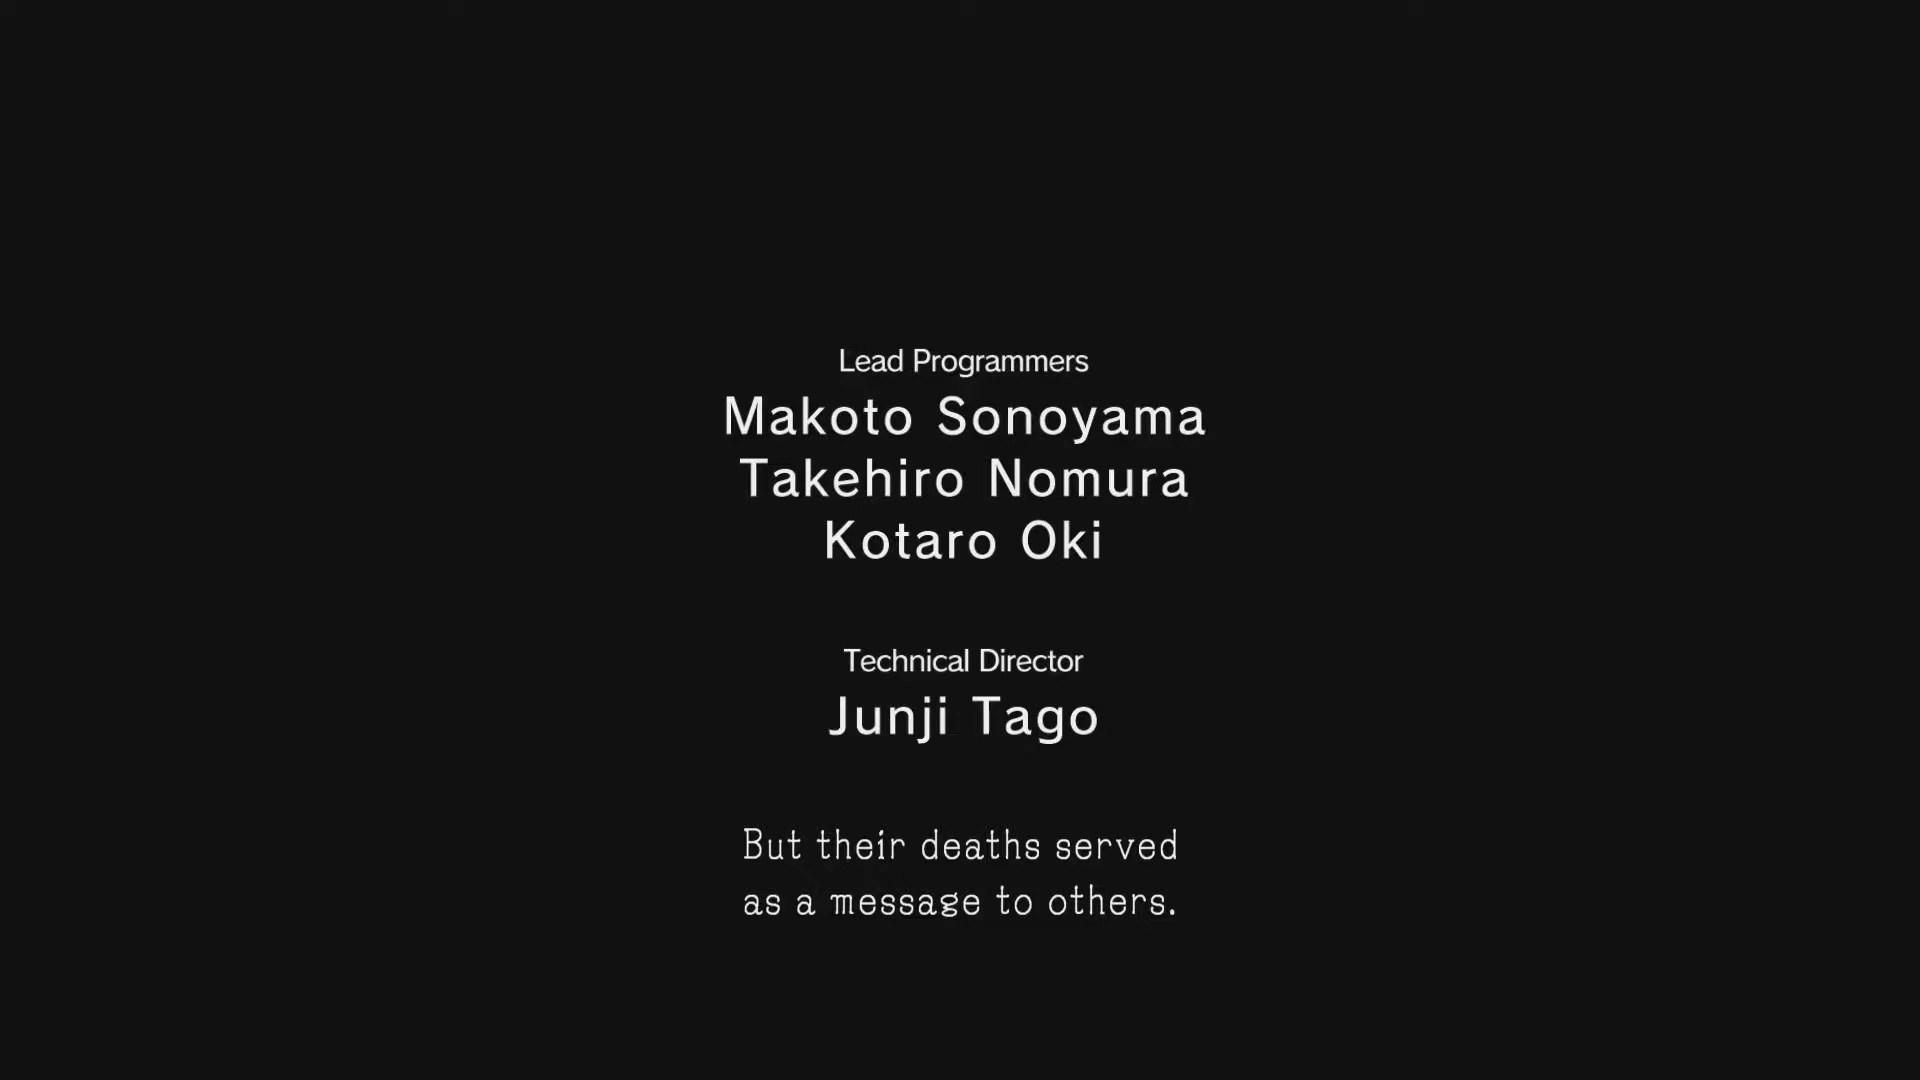 Lead Programmers
Makoto Sonoyama
Takehiro Nomura
Kotaro Oki
Technical Director
Junji Tago
But their deaths served
as a message to others.